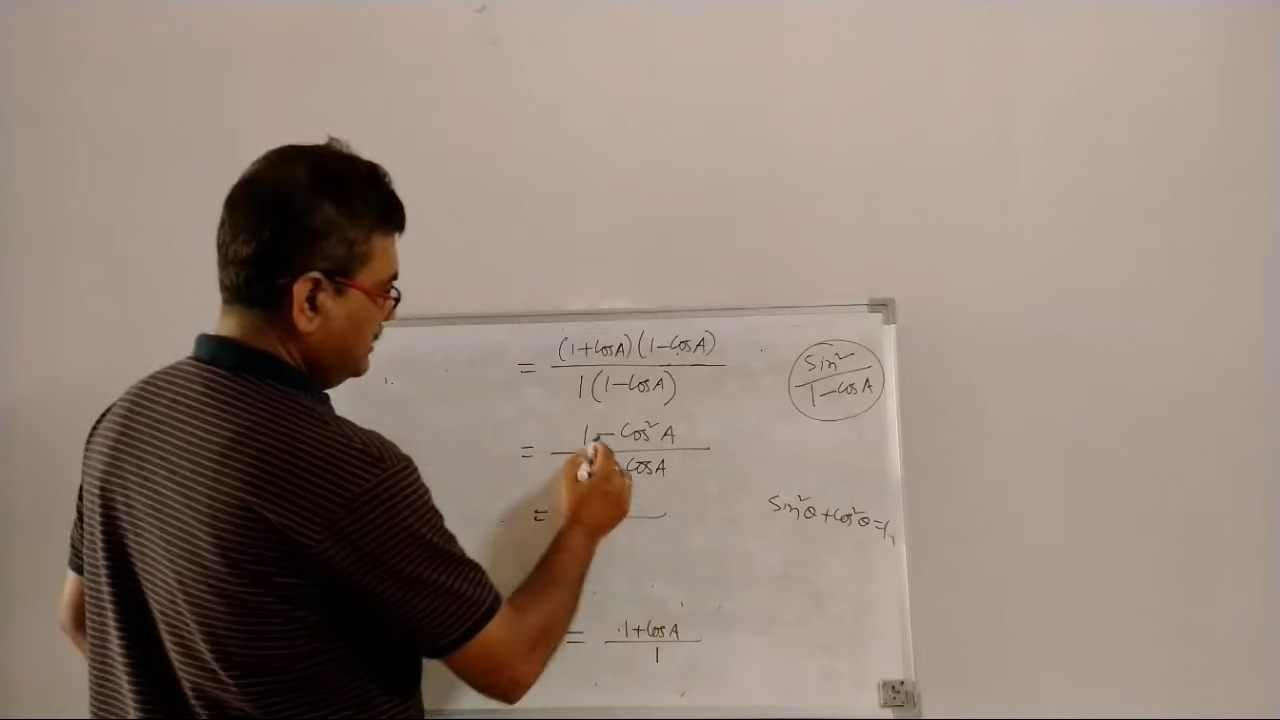 = (1+CosA)(1-CosA)
1(1-CosA)
Sin²
1-CosA
= 1-Cos²A
CosA
Sin²θ+Cos²θ=1
=
= 1+CosA
1